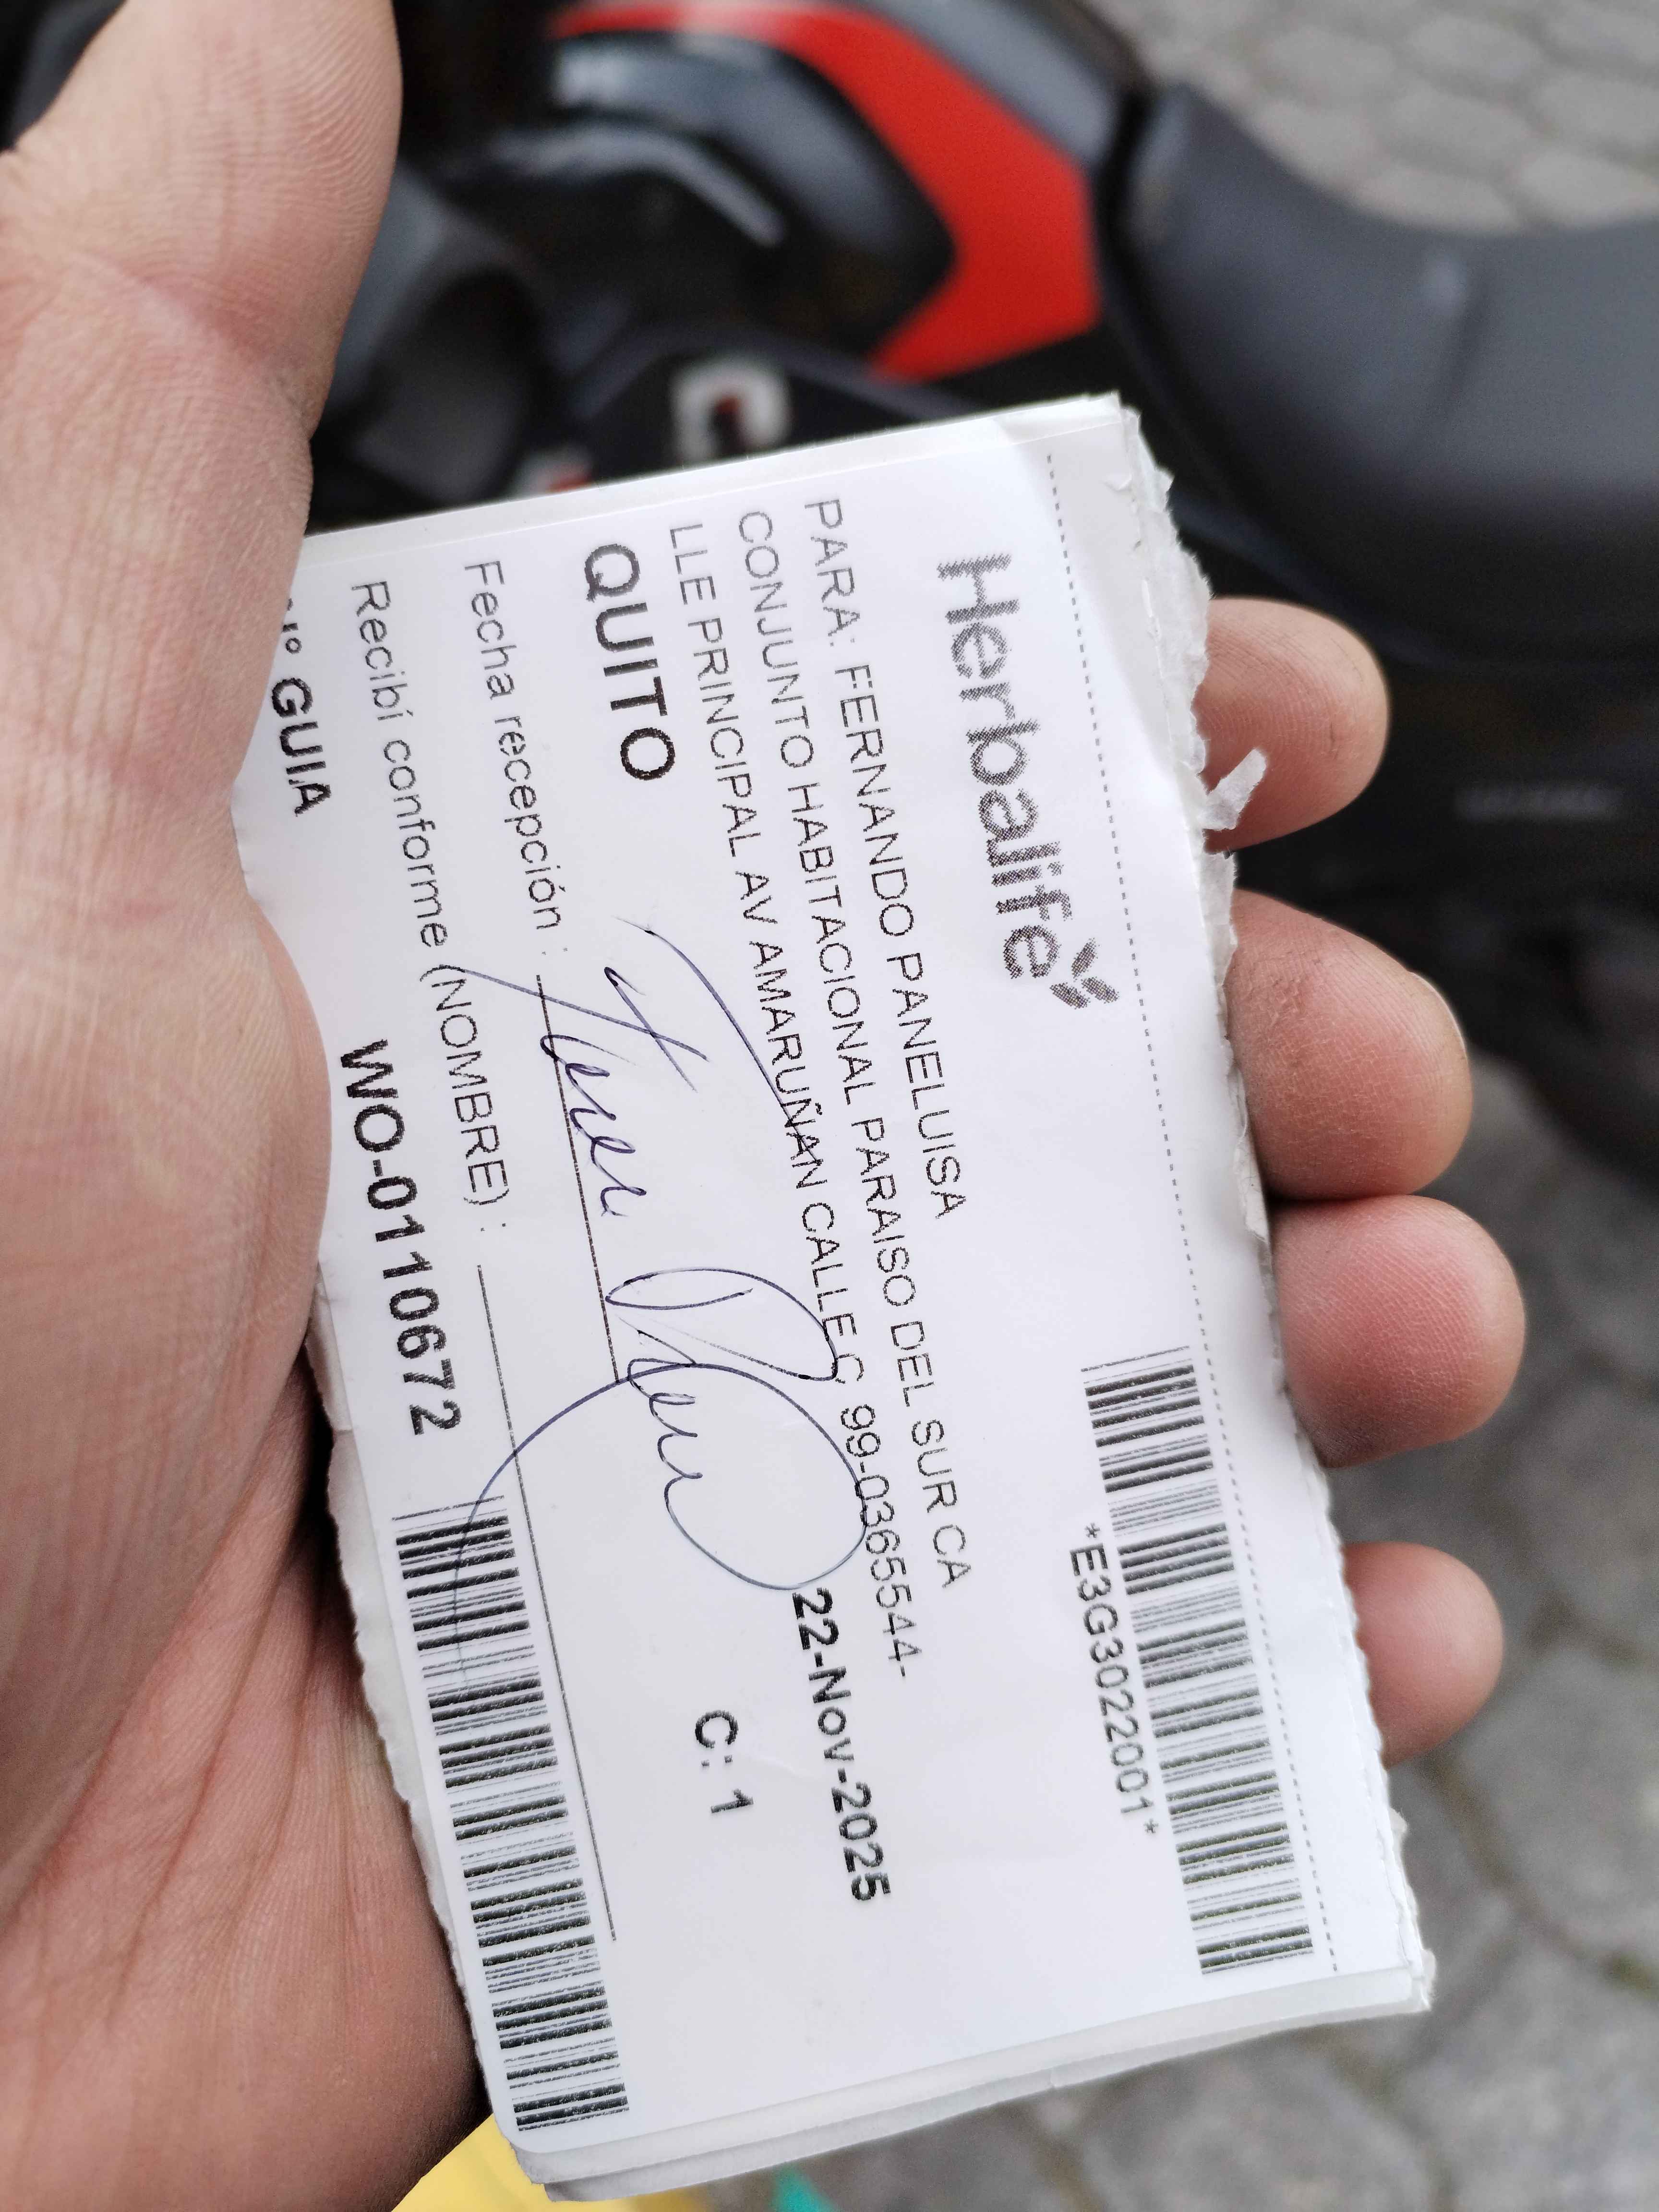 Herbalife
*E3G3022001*
PARA: FERNANDO PANELUISA
CONJUNTO HABITACIONAL PARAISO DEL SUR CA
LLE PRINCIPAL AV AMARUÑAN CALLE C 99-0365544-
QUITO
22-Nov-2025
C: 1
Fecha recepción :
Recibí conforme (NOMBRE) :
GUIA
WO-0110672